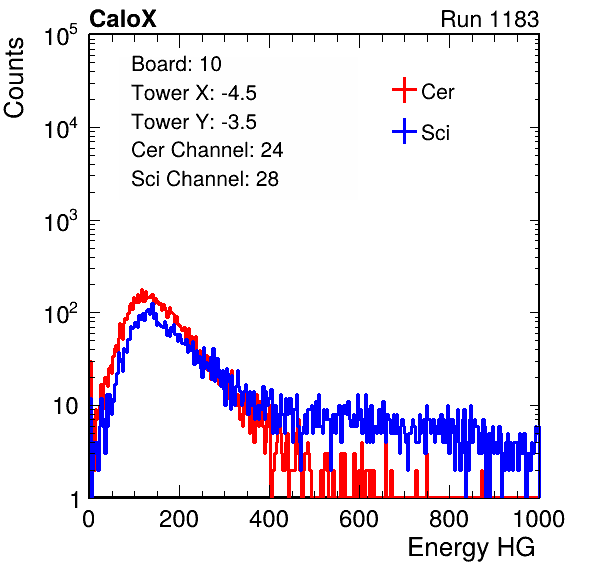 CaloX Run 1183
Board: 10
Tower X: -4.5
Tower Y: -3.5
Cer Channel: 24
Sci Channel: 28
Cer
Sci
Counts
10^5
10^4
10^3
10^2
10
1
0 200 400 600 800 1000
Energy HG